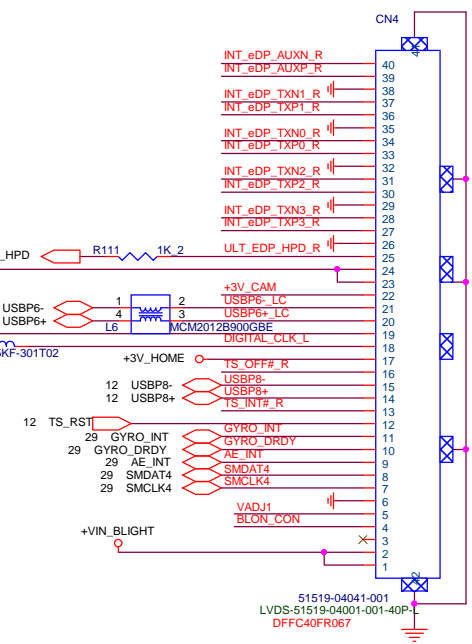 CN4
41
INT_eDP_AUXN_R 40
INT_eDP_AUXP_R 39
38
INT_eDP_TXN1_R 37
INT_eDP_TXP1_R 36
35
INT_eDP_TXN0_R 34
INT_eDP_TXP0_R 33
32
INT_eDP_TXN2_R 31
INT_eDP_TXP2_R 30
29
INT_eDP_TXN3_R 28
INT_eDP_TXP3_R 27
26
_HPD R111 1K_2 ULT_EDP_HPD_R 25
24
23
+3V_CAM 22
USBP6- 1 2 USBP6-_LC 21
USBP6+ 4 3 USBP6+_LC 20
L6 MCM2012B900GBE 19
DIGITAL_CLK_L 18
KF-301T02
+3V_HOME 17
TS_OFF#_R 16
12 USBP8- USBP8- 15
12 USBP8+ USBP8+ 14
TS_INT#_R 13
12 TS_RST 12
29 GYRO_INT GYRO_INT 11
29 GYRO_DRDY GYRO_DRDY 10
29 AE_INT AE_INT 9
29 SMDAT4 SMDAT4 8
29 SMCLK4 SMCLK4 7
6
VADJ1 5
BLON_CON 4
3
+VIN_BLIGHT 2
1
42
51519-04041-001
LVDS-51519-04001-001-40P-L
DFFC40FR067